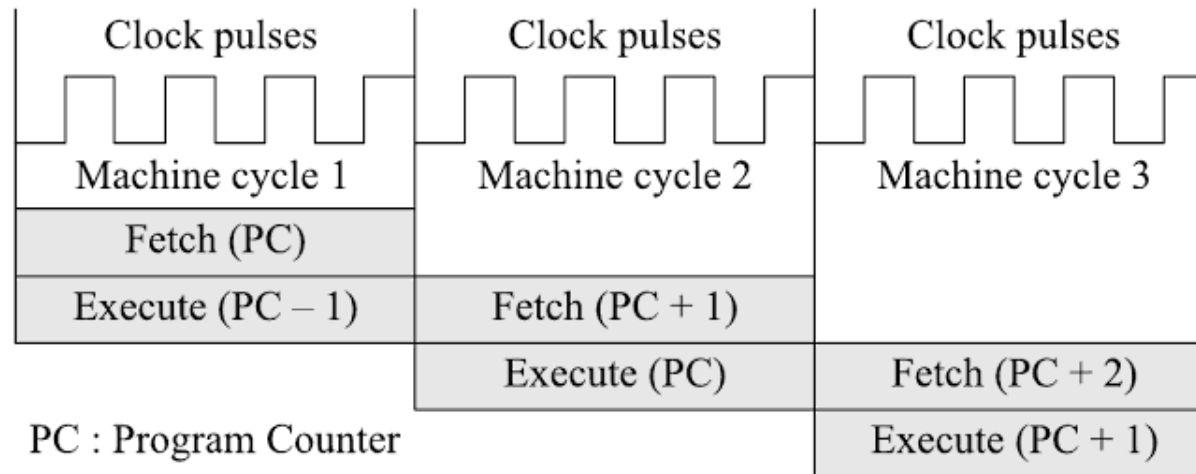 Clock pulses Clock pulses Clock pulses
Machine cycle 1 Machine cycle 2 Machine cycle 3
Fetch (PC)
Execute (PC – 1) Fetch (PC + 1)
Execute (PC) Fetch (PC + 2)
PC : Program Counter Execute (PC + 1)